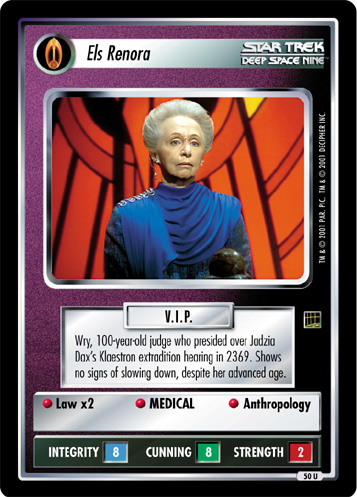 Els Renora
STAR TREK
DEEP SPACE NINE™
TM & © 2001 PAR. PIC. TM & © 2001 DECIPHER INC.
V.I.P.
Wry, 100-year-old judge who presided over Jadzia
Dax's Klaestron extradition hearing in 2369. Shows
no signs of slowing down, despite her advanced age.
Law x2 MEDICAL Anthropology
INTEGRITY 8 CUNNING 8 STRENGTH 2
50 U